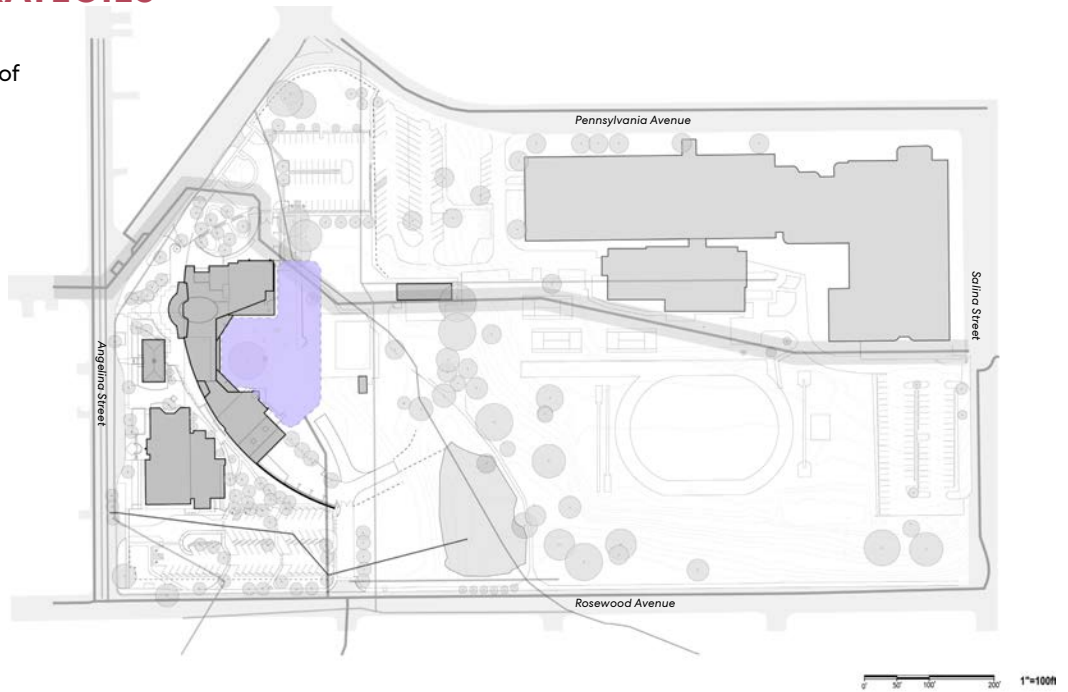 of
Pennsylvania Avenue
Salina Street
Angelina Street
Rosewood Avenue
0' 50' 100' 200'
1"=100ft